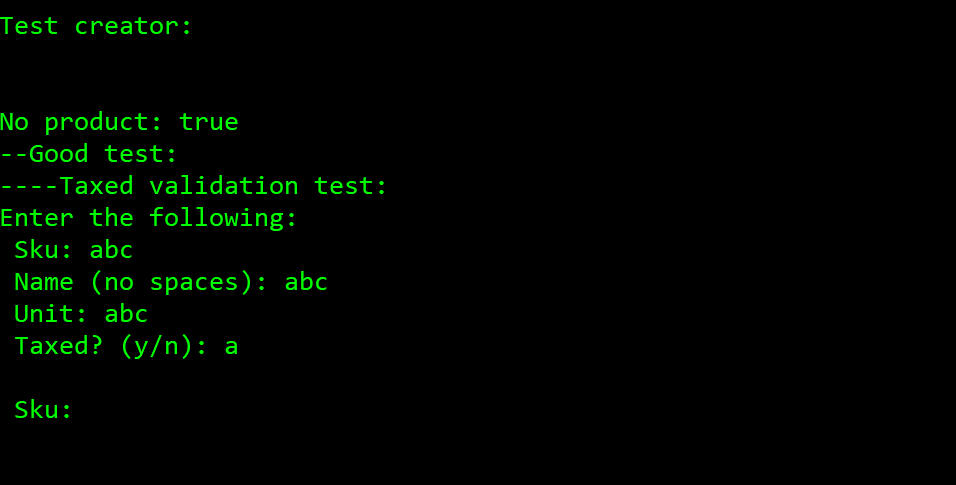 Test creator:
No product: true
--Good test:
----Taxed validation test:
Enter the following:
 Sku: abc
 Name (no spaces): abc
 Unit: abc
 Taxed? (y/n): a
 Sku: